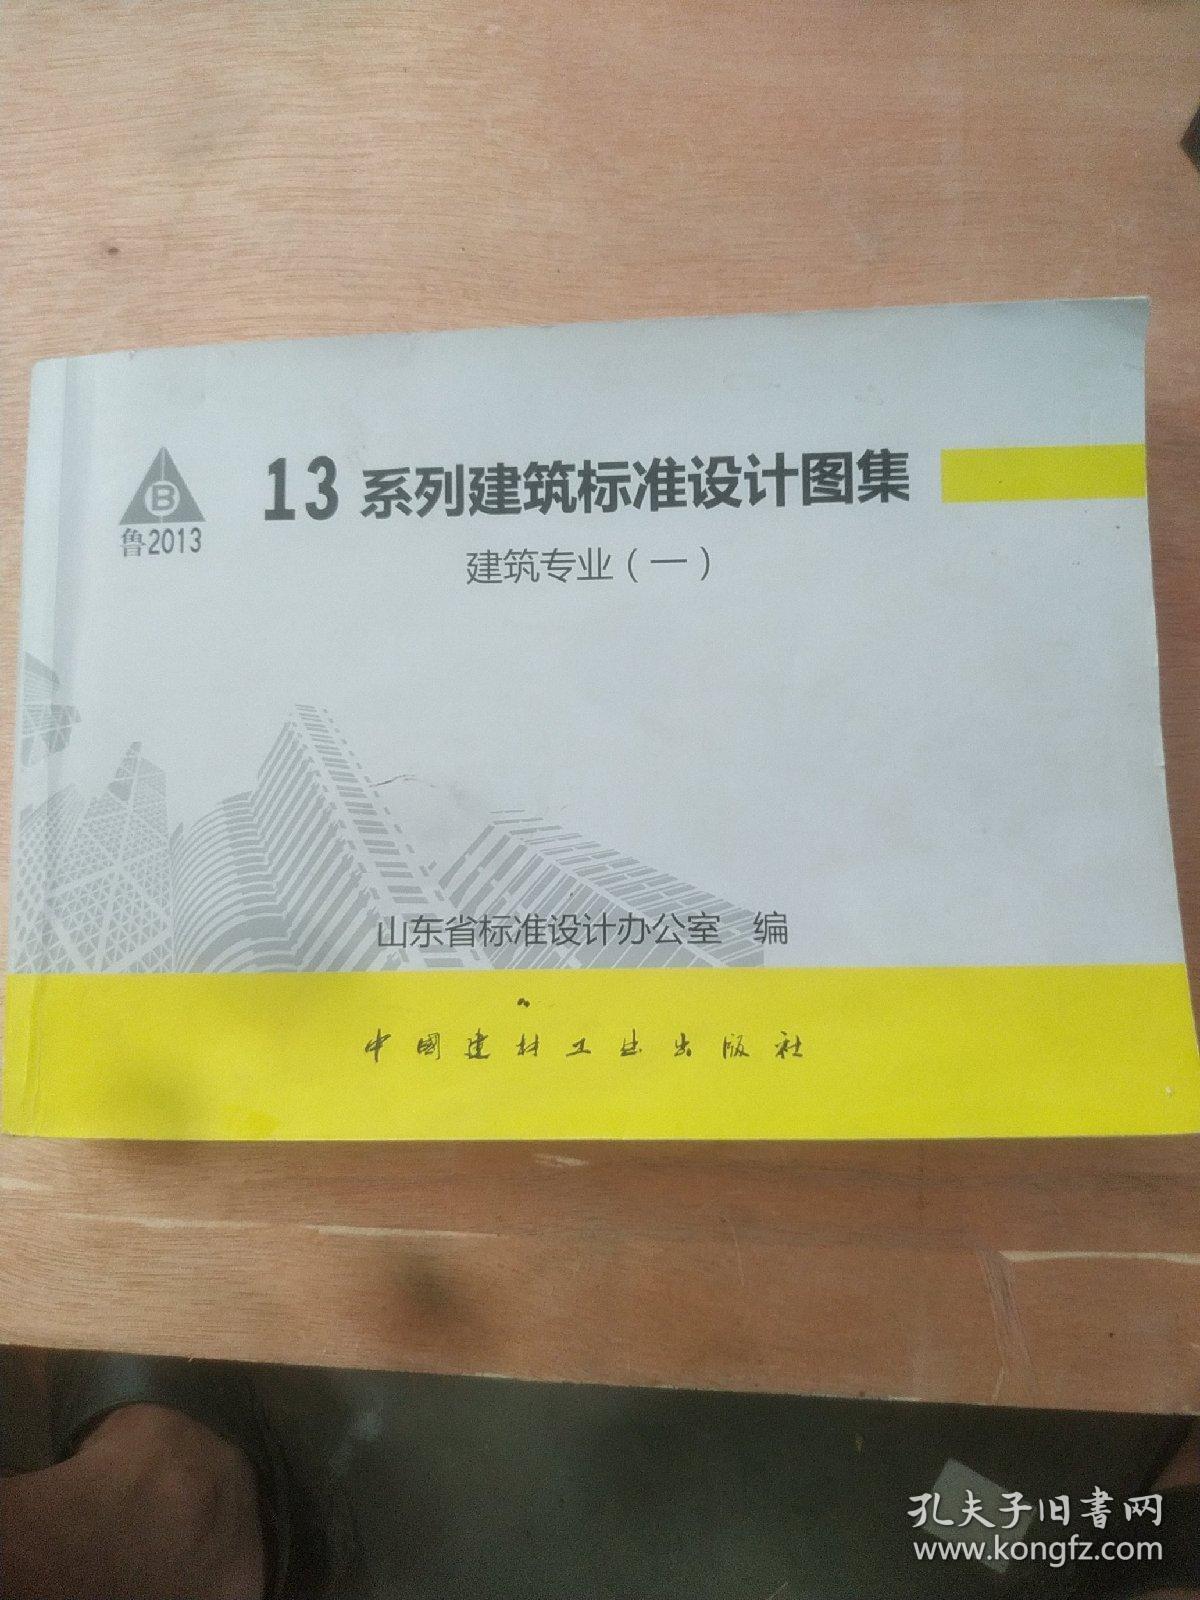 13 系列建筑标准设计图集
B
鲁2013
建筑专业（一）
山东省标准设计办公室 编
中國建材工业出版社
孔夫子旧書网
www.kongfz.com